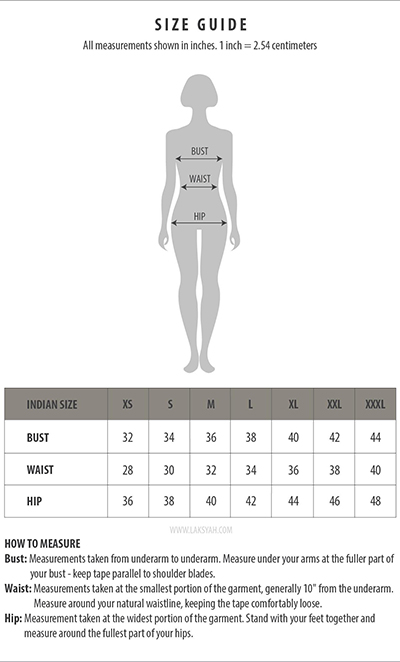 SIZE GUIDE
All measurements shown in inches. 1 inch = 2.54 centimeters
BUST
WAIST
HIP
INDIAN SIZE XS S M L XL XXL XXXL
BUST 32 34 36 38 40 42 44
WAIST 28 30 32 34 36 38 40
HIP 36 38 40 42 44 46 48
WWW.LAKSYAH.COM
HOW TO MEASURE
Bust: Measurements taken from underarm to underarm. Measure under your arms at the fuller part of
your bust - keep tape parallel to shoulder blades.
Waist: Measurements taken at the smallest portion of the garment, generally 10" from the underarm.
Measure around your natural waistline, keeping the tape comfortably loose.
Hip: Measurement taken at the widest portion of the garment. Stand with your feet together and
measure around the fullest part of your hips.